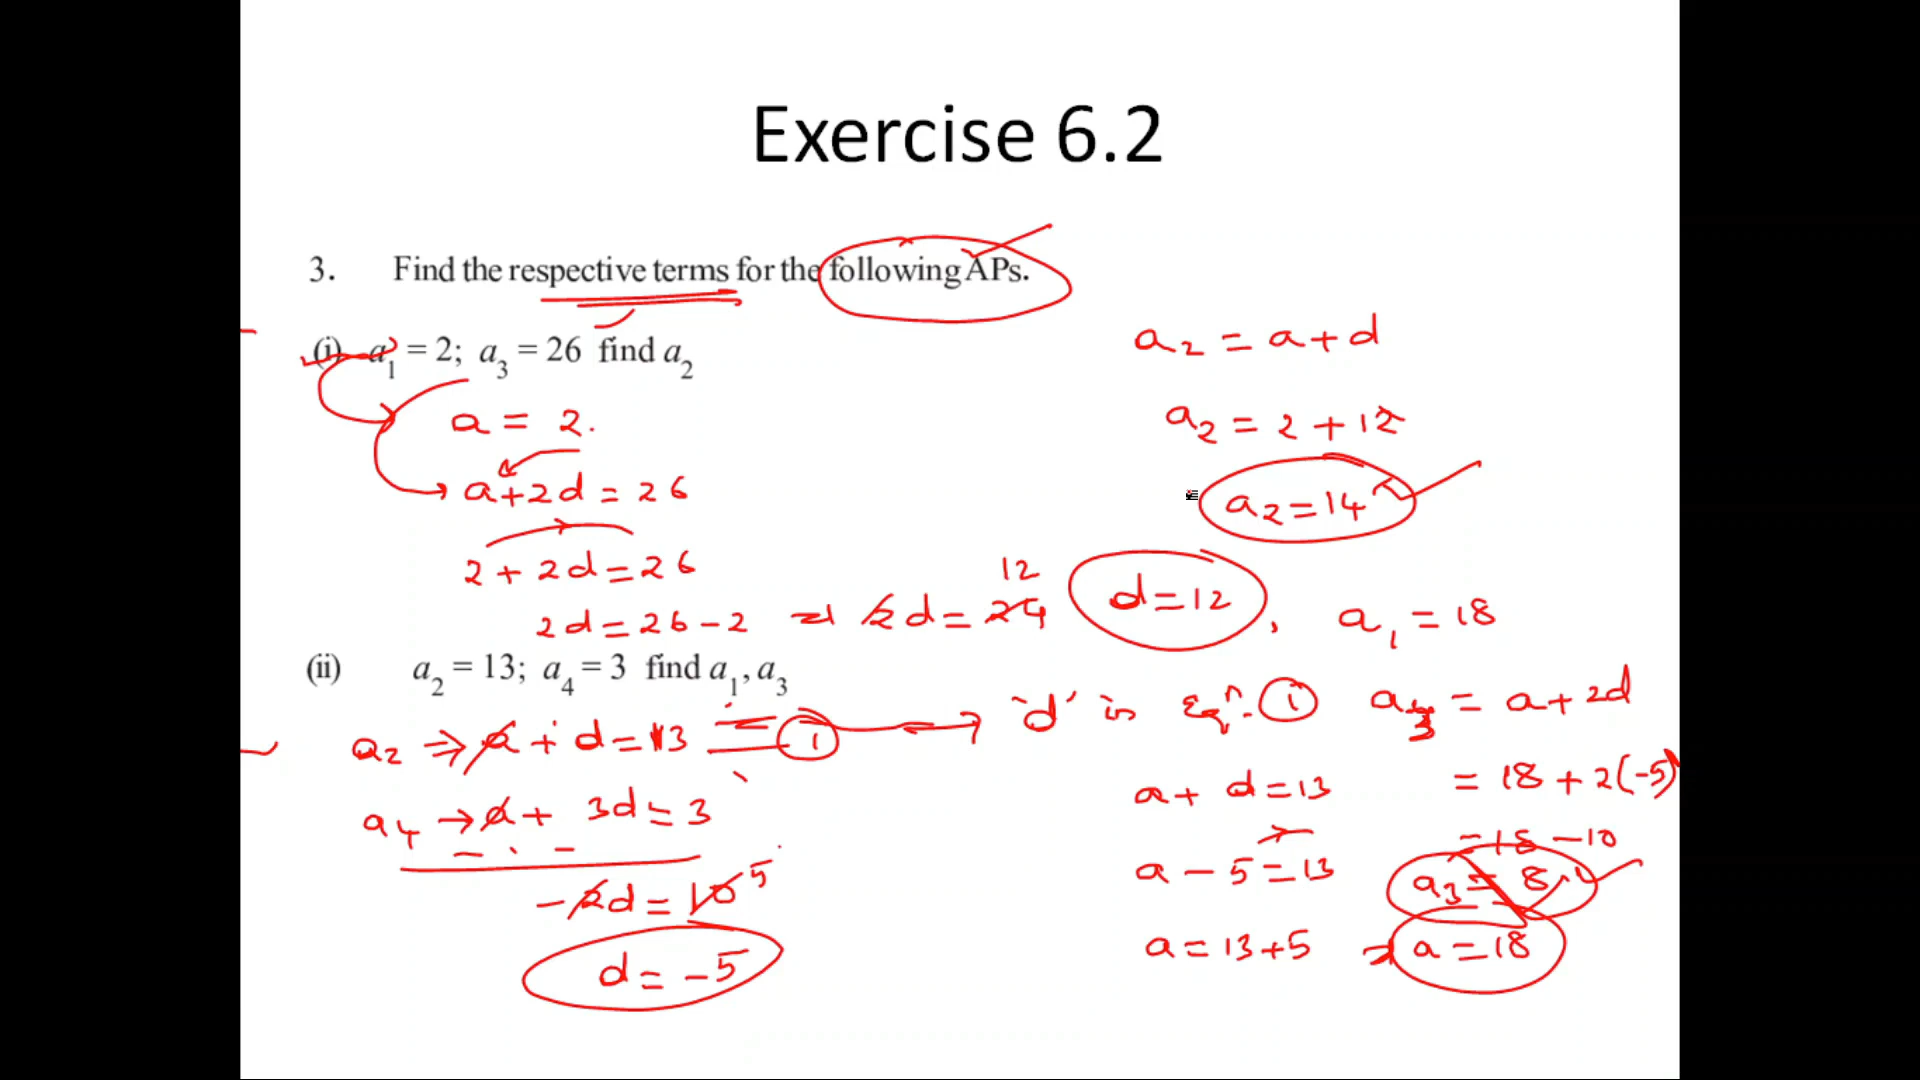 Exercise 6.2
3. Find the respective terms for the following APs.
(i) a₁ = 2; a₃ = 26 find a₂
a = 2.
a+2d = 26
2 + 2d = 26
2d = 26 - 2 ⇒ 2d = 24 12
d = 12,
a₂ = a + d
a₂ = 2 + 12
a₂ = 14
(ii) a₂ = 13; a₄ = 3 find a₁, a₃
a₂ ⇒ a + d = 13 ①
a₄ → a + 3d = 3
- -
-2d = 10 5
d = -5
'd' in Eqⁿ. ①
a + d = 13
a - 5 = 13
a = 13+5 ⇒ a = 18
a₁ = 18
a₃ = a + 2d
= 18 + 2(-5)
= 18 - 10
a₃ = 8